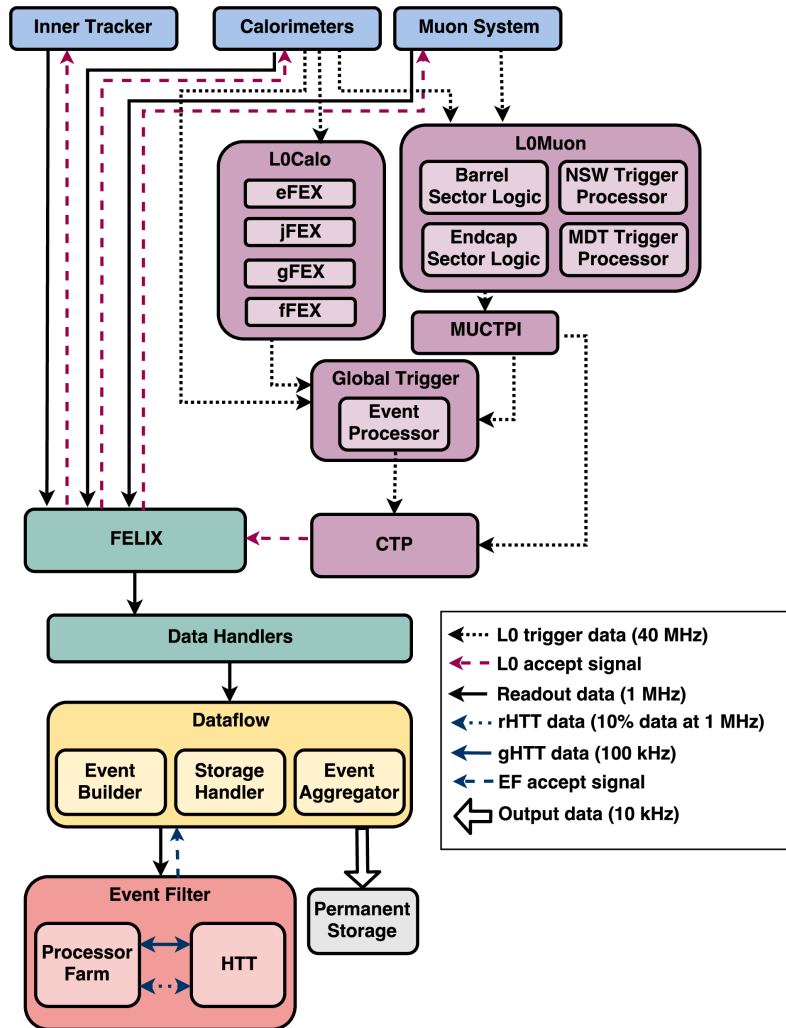 Inner Tracker
Calorimeters
Muon System
L0Calo
eFEX
jFEX
gFEX
fFEX
L0Muon
Barrel
Sector Logic
NSW Trigger
Processor
Endcap
Sector Logic
MDT Trigger
Processor
MUCTPI
Global Trigger
Event
Processor
FELIX
CTP
Data Handlers
Dataflow
Event
Builder
Storage
Handler
Event
Aggregator
Event Filter
Processor
Farm
HTT
Permanent
Storage
L0 trigger data (40 MHz)
L0 accept signal
Readout data (1 MHz)
rHTT data (10% data at 1 MHz)
gHTT data (100 kHz)
EF accept signal
Output data (10 kHz)